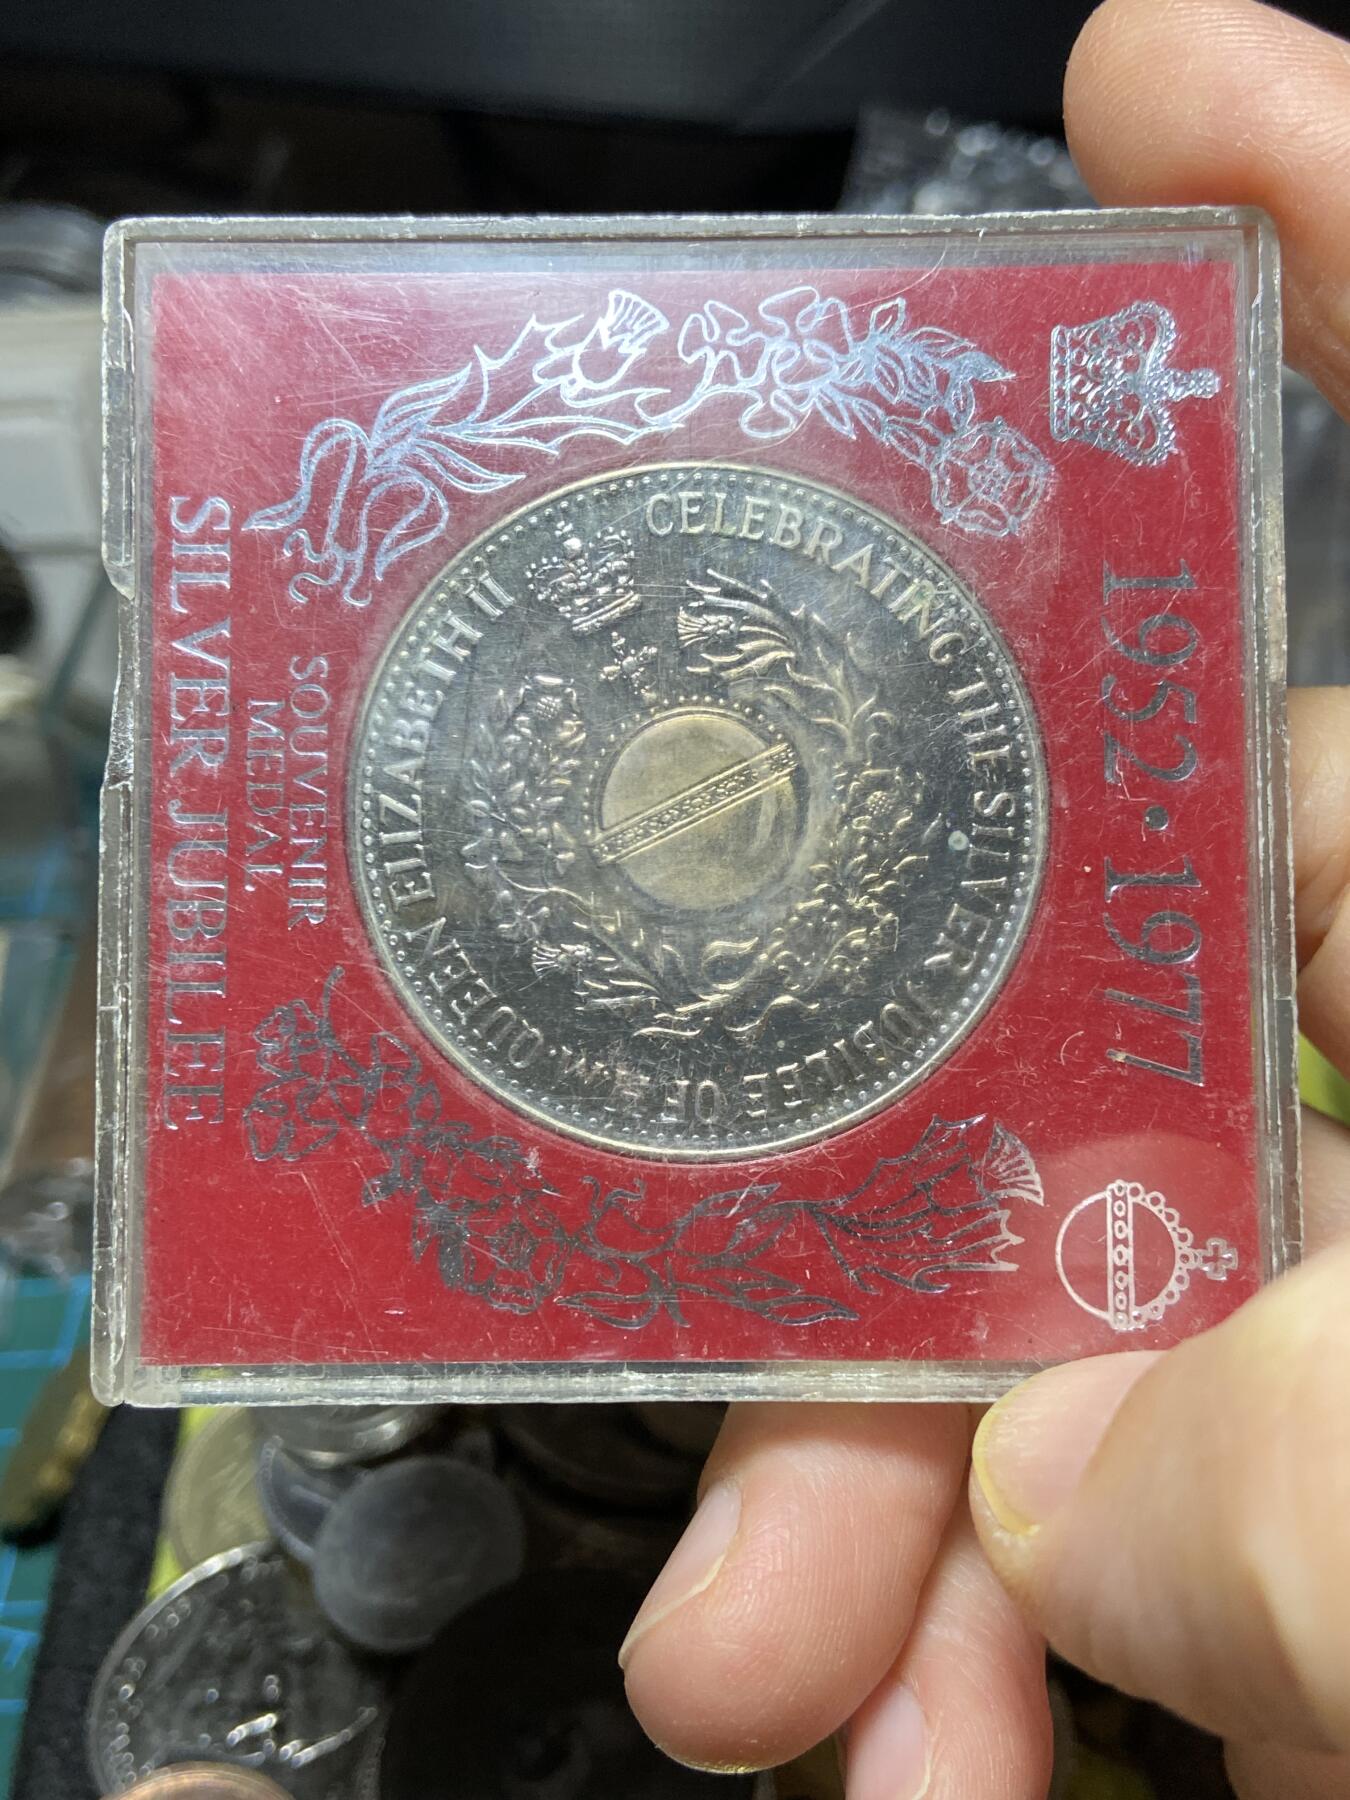 1952·1977
CELEBRATING THE SILVER JUBILEE OF H.M. QUEEN ELIZABETH II
SOUVENIR
MEDAL
SILVER JUBILEE